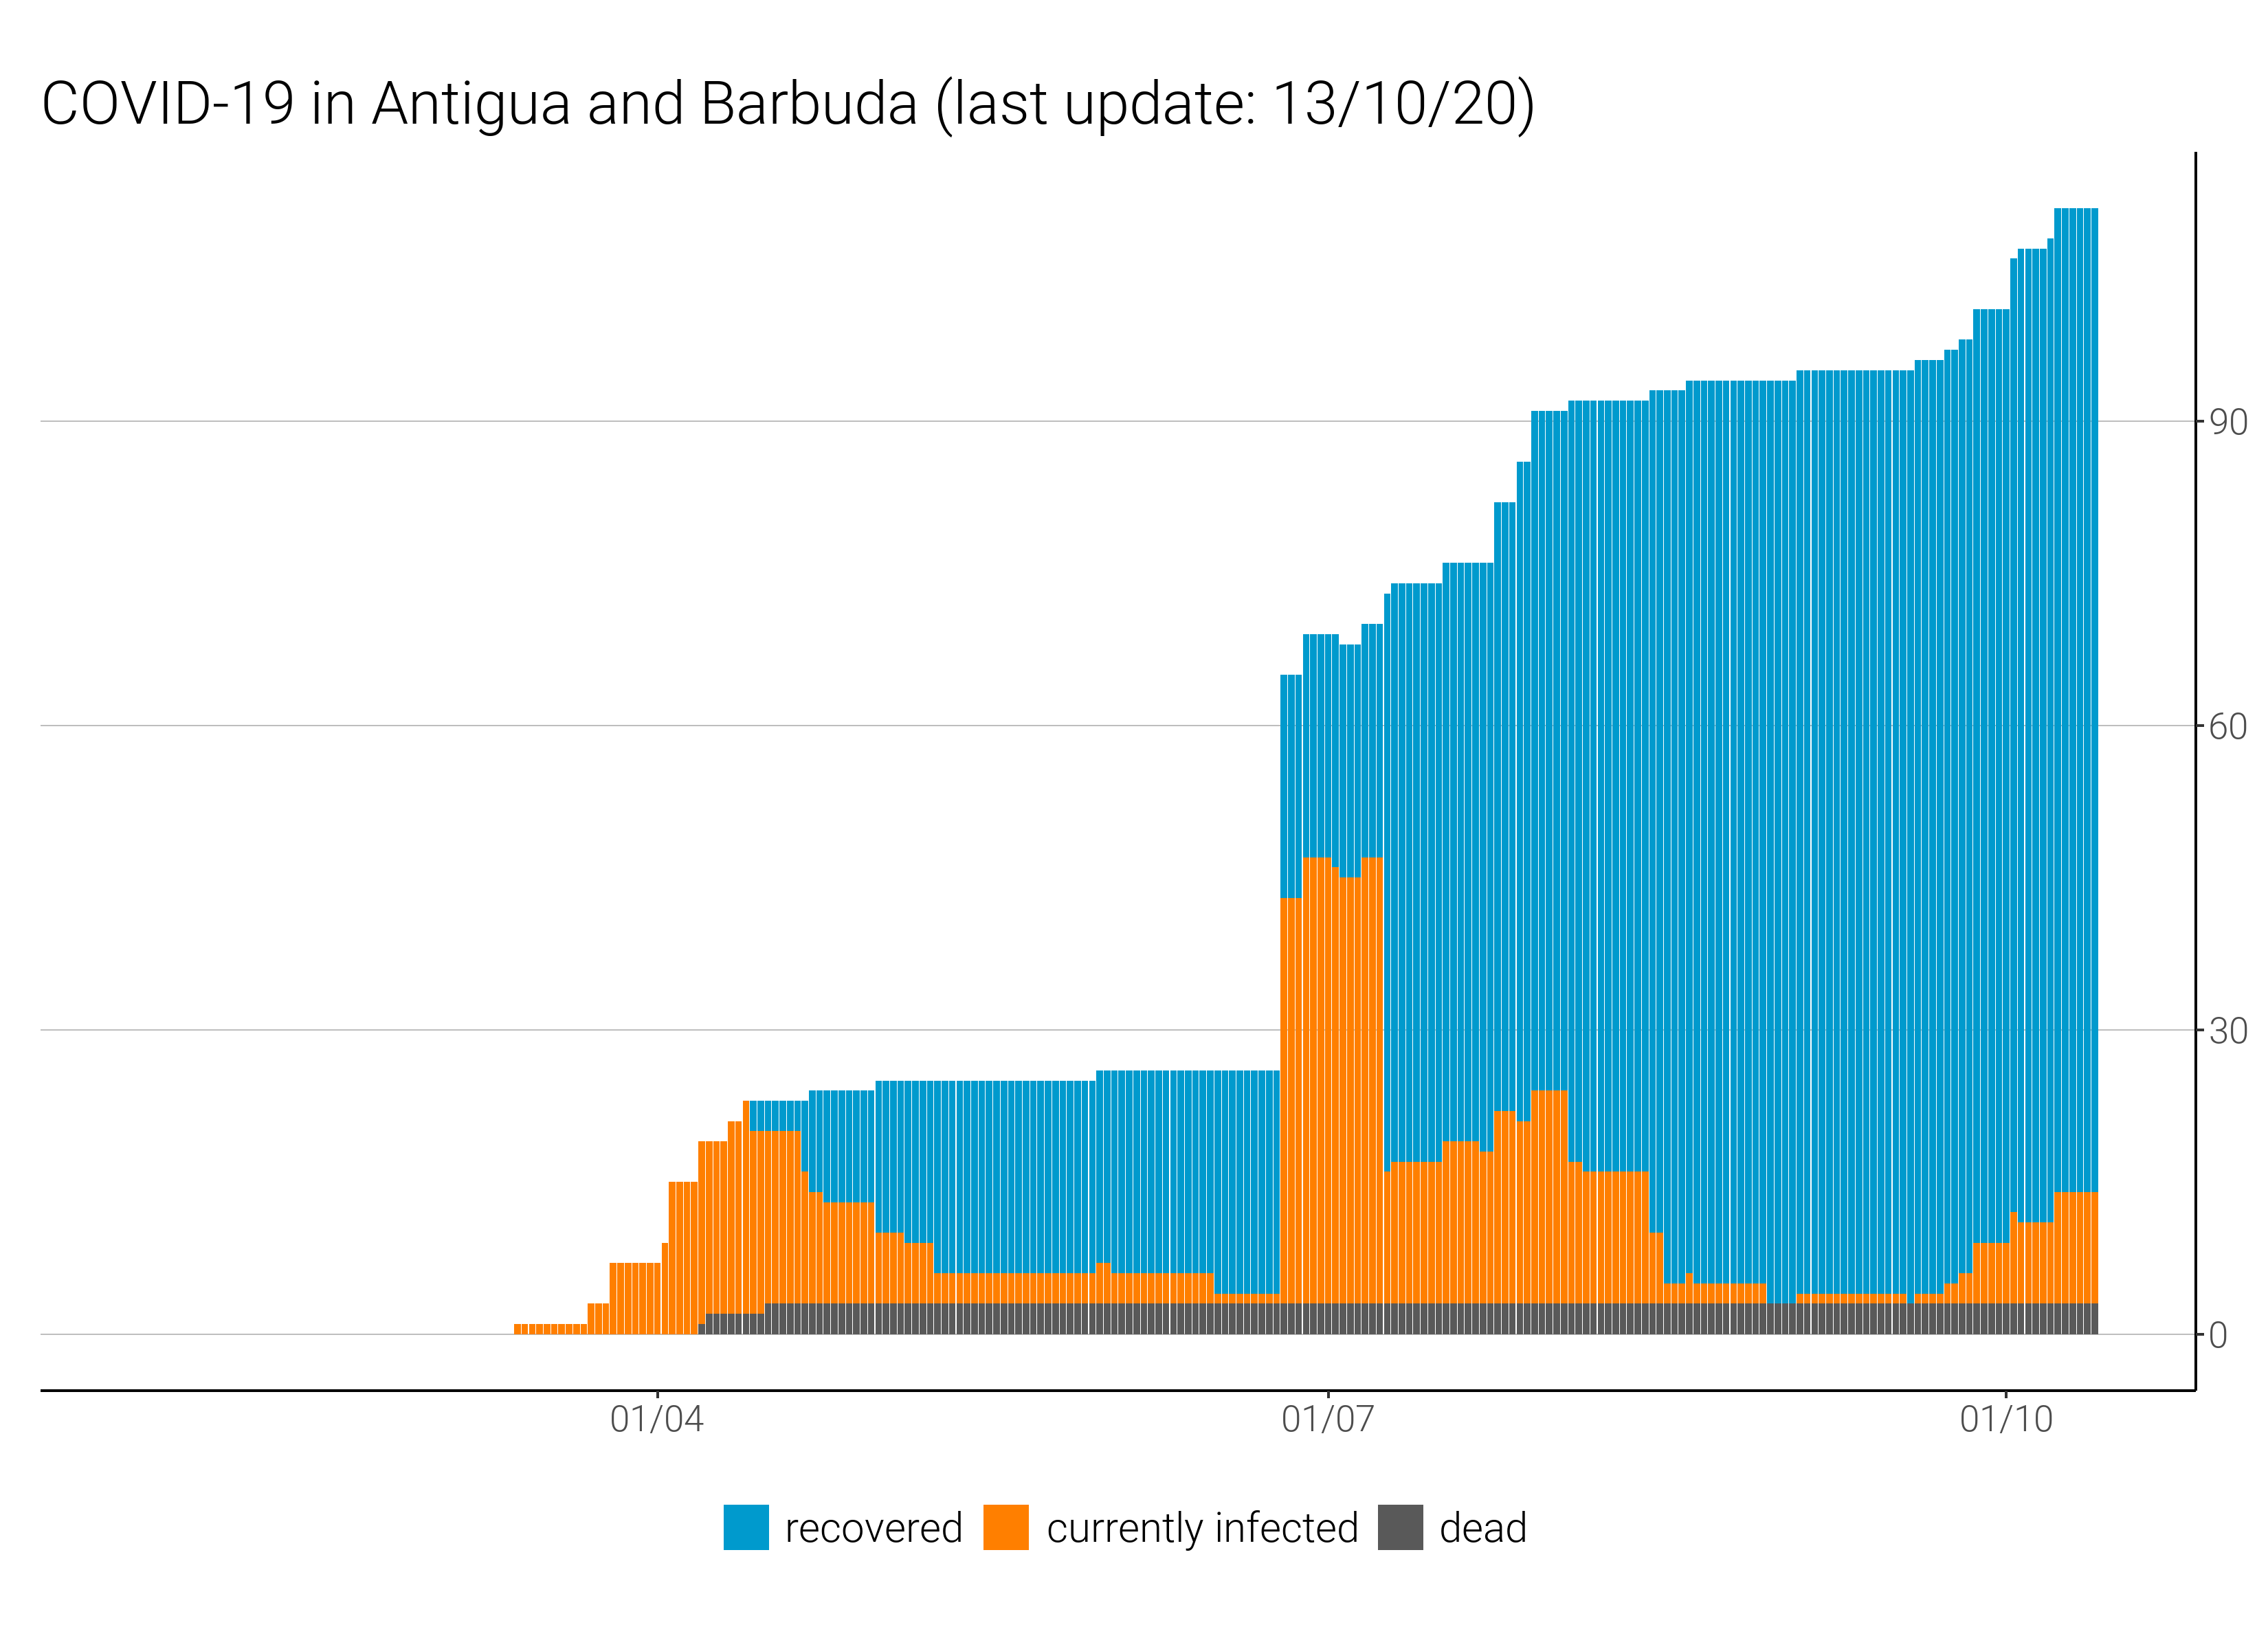 COVID-19 in Antigua and Barbuda (last update: 13/10/20)
90
60
30
0
01/04 01/07 01/10
recovered currently infected dead